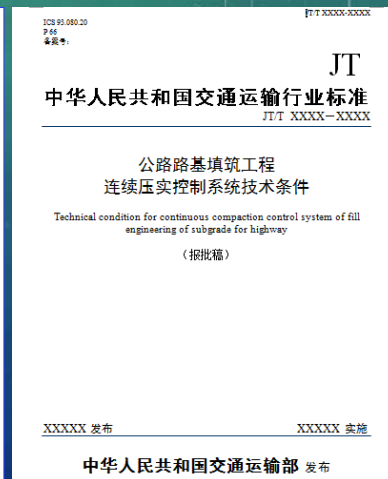 JT/T XXXX-XXXX
ICS 93.080.20
P 66
备案号：
JT
中华人民共和国交通运输行业标准
JT/T XXXX－XXXX
公路路基填筑工程
连续压实控制系统技术条件
Technical condition for continuous compaction control system of fill
engineering of subgrade for highway
（报批稿）
XXXXX 发布
XXXXX 实施
中华人民共和国交通运输部 发布